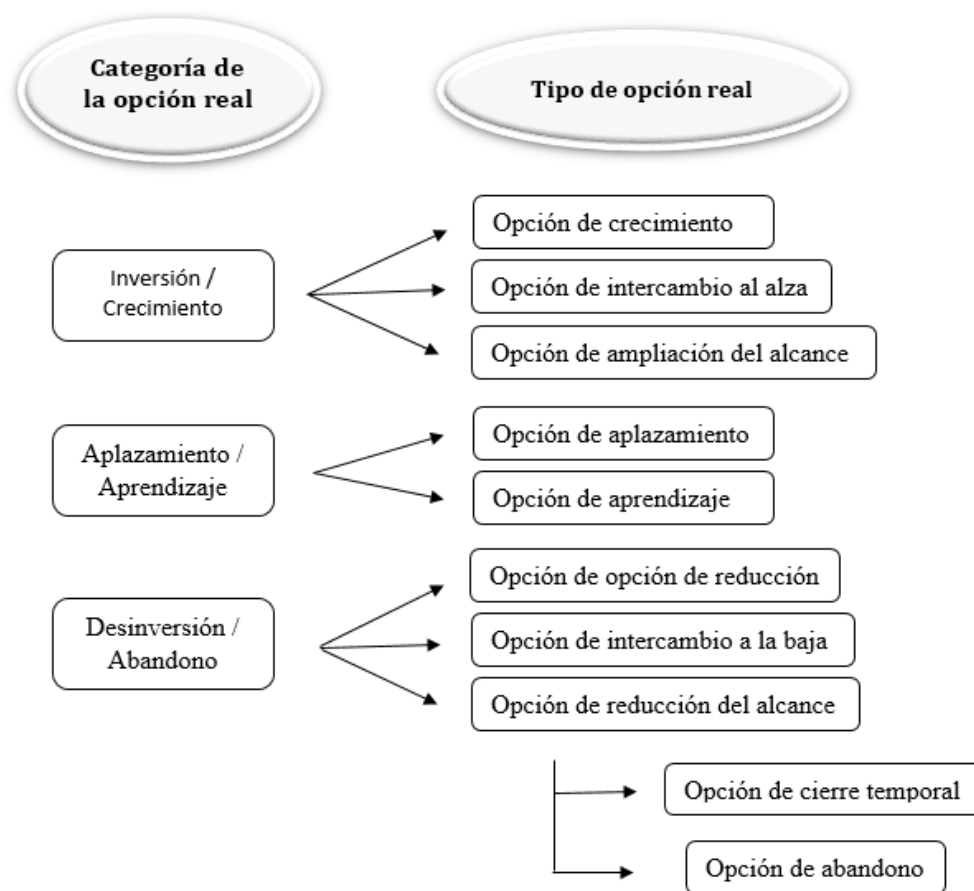 Categoría de
la opción real
Tipo de opción real
Inversión /
Crecimiento
Opción de crecimiento
Opción de intercambio al alza
Opción de ampliación del alcance
Aplazamiento /
Aprendizaje
Opción de aplazamiento
Opción de aprendizaje
Desinversión /
Abandono
Opción de opción de reducción
Opción de intercambio a la baja
Opción de reducción del alcance
Opción de cierre temporal
Opción de abandono